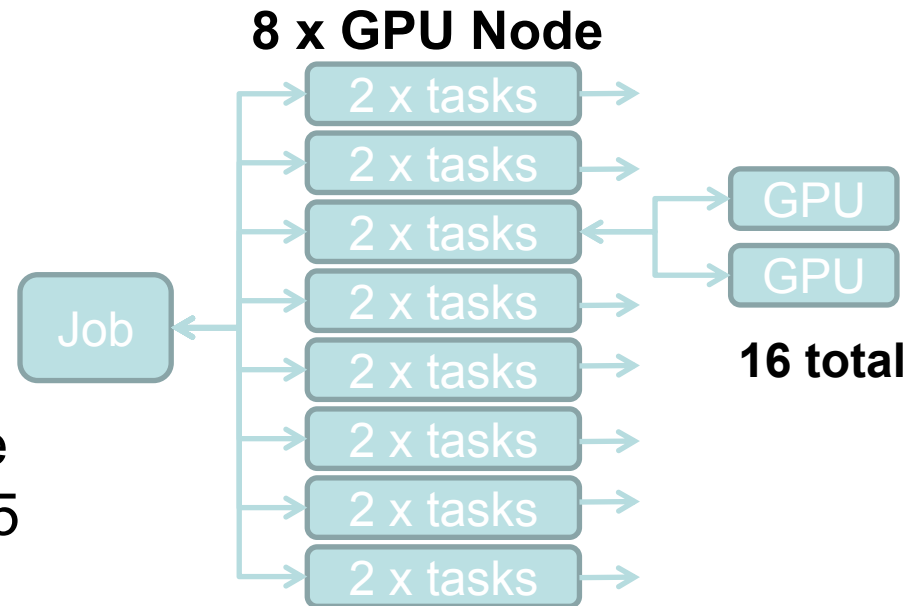 8 x GPU Node
2 x tasks
2 x tasks
2 x tasks
2 x tasks
2 x tasks
2 x tasks
2 x tasks
2 x tasks
Job
GPU
GPU
16 total
e
5